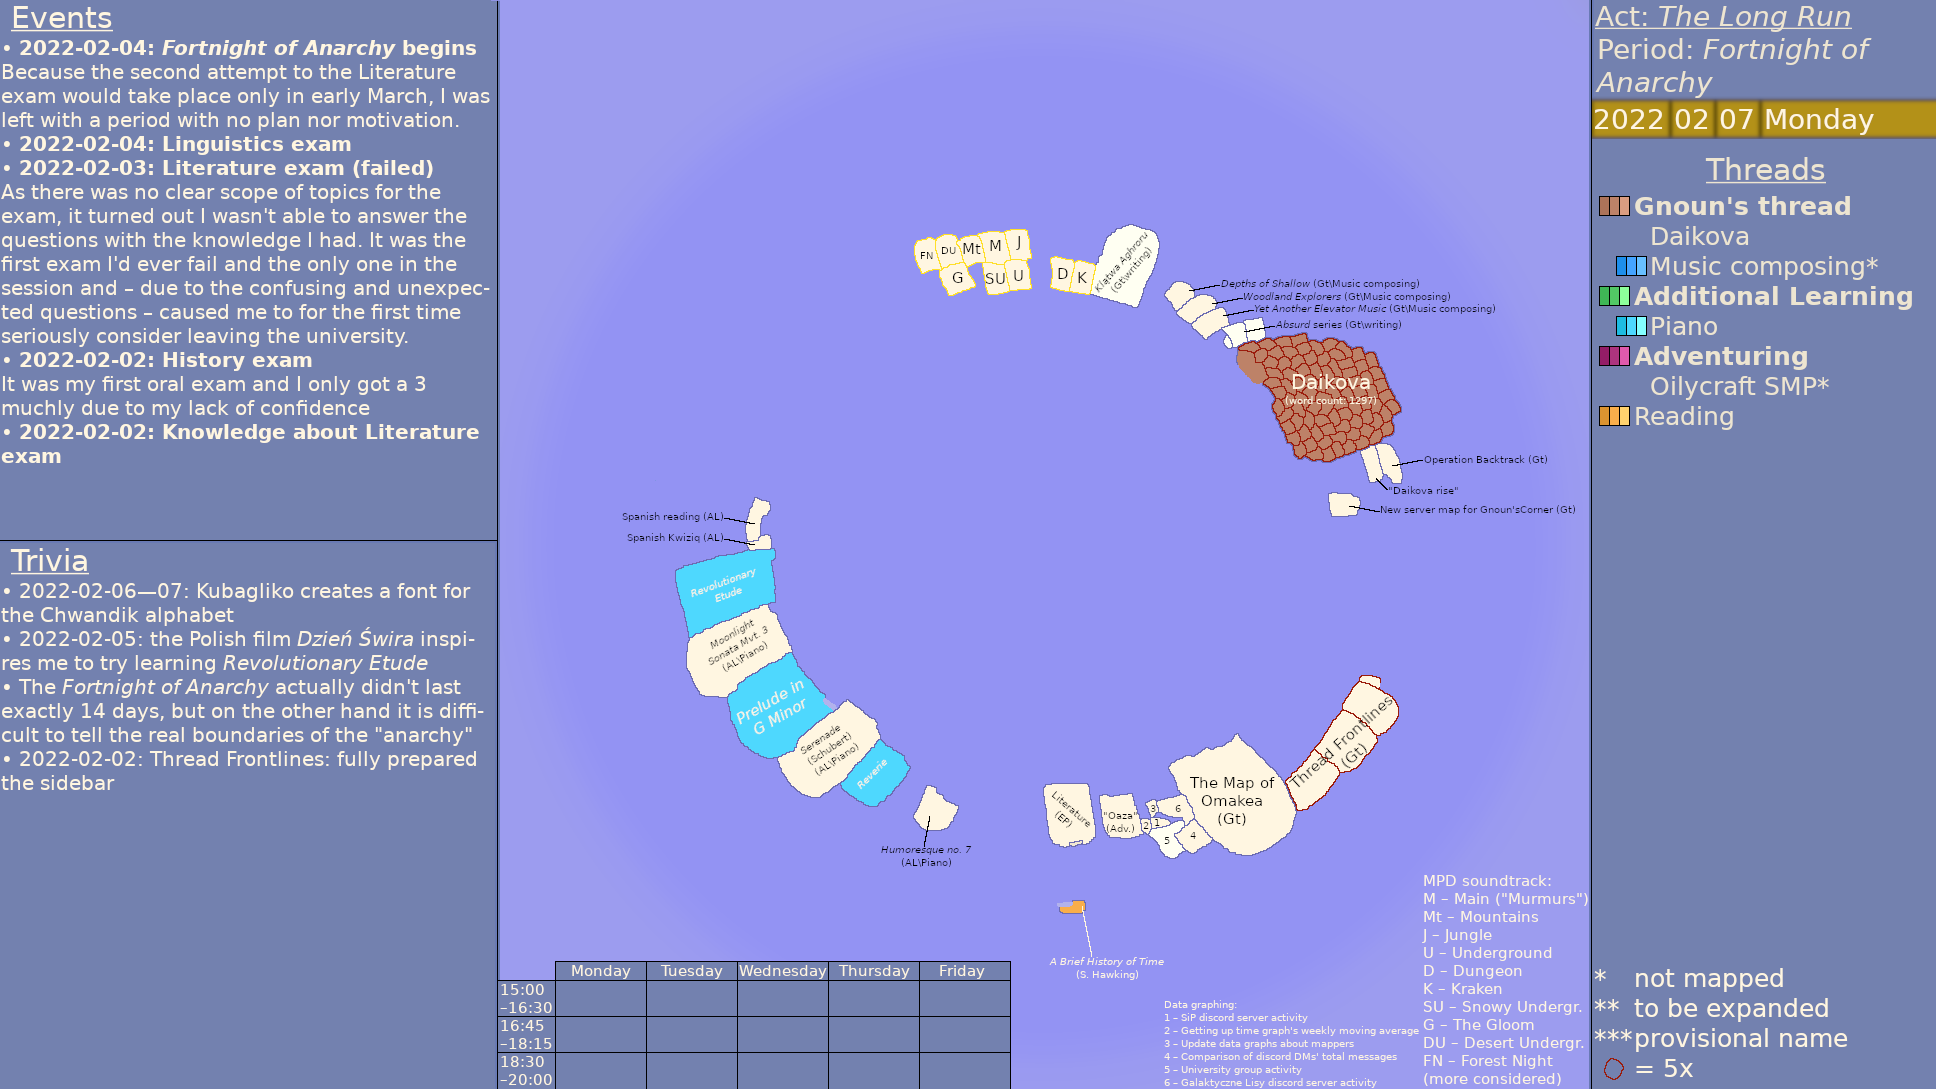 Events
• 2022-02-04: Fortnight of Anarchy begins
Because the second attempt to the Literature
exam would take place only in early March, I was
left with a period with no plan nor motivation.
• 2022-02-04: Linguistics exam
• 2022-02-03: Literature exam (failed)
As there was no clear scope of topics for the
exam, it turned out I wasn't able to answer the
questions with the knowledge I had. It was the
first exam I'd ever fail and the only one in the
session and – due to the confusing and unexpec-
ted questions – caused me to for the first time
seriously consider leaving the university.
• 2022-02-02: History exam
It was my first oral exam and I only got a 3
muchly due to my lack of confidence
• 2022-02-02: Knowledge about Literature
exam
Trivia
• 2022-02-06—07: Kubagliko creates a font for
the Chwandik alphabet
• 2022-02-05: the Polish film Dzień Świra inspi-
res me to try learning Revolutionary Etude
• The Fortnight of Anarchy actually didn't last
exactly 14 days, but on the other hand it is diffi-
cult to tell the real boundaries of the "anarchy"
• 2022-02-02: Thread Frontlines: fully prepared
the sidebar
FN
DU
Mt
M
J
G
SU
U
D
K
Klątwa Aghroru
(Gt\writing)
Depths of Shallow (Gt\Music composing)
Woodland Explorers (Gt\Music composing)
Yet Another Elevator Music (Gt\Music composing)
Absurd series (Gt\writing)
Daikova
(word count: 1297)
Operation Backtrack (Gt)
"Daikova rise"
New server map for Gnoun'sCorner (Gt)
Spanish reading (AL)
Spanish Kwiziq (AL)
Revolutionary
Etude
Moonlight
Sonata Mvt. 3
(AL\Piano)
Prelude in
G Minor
Serenade
(Schubert)
(AL\Piano)
Reverie
Humoresque no. 7
(AL\Piano)
Literature
(EP)
"Oaza"
(Adv.)
3
6
2
1
5
4
The Map of
Omakea
(Gt)
Thread Frontlines
(Gt)
A Brief History of Time
(S. Hawking)
Monday Tuesday Wednesday Thursday Friday
15:00
–16:30
16:45
–18:15
18:30
–20:00
Data graphing:
1 – SiP discord server activity
2 – Getting up time graph's weekly moving average
3 – Update data graphs about mappers
4 – Comparison of discord DMs' total messages
5 – University group activity
6 – Galaktyczne Lisy discord server activity
MPD soundtrack:
M – Main ("Murmurs")
Mt – Mountains
J – Jungle
U – Underground
D – Dungeon
K – Kraken
SU – Snowy Undergr.
G – The Gloom
DU – Desert Undergr.
FN – Forest Night
(more considered)
Act: The Long Run
Period: Fortnight of
Anarchy
2022 02 07 Monday
Threads
Gnoun's thread
Daikova
Music composing*
Additional Learning
Piano
Adventuring
Oilycraft SMP*
Reading
* not mapped
** to be expanded
*** provisional name
= 5x